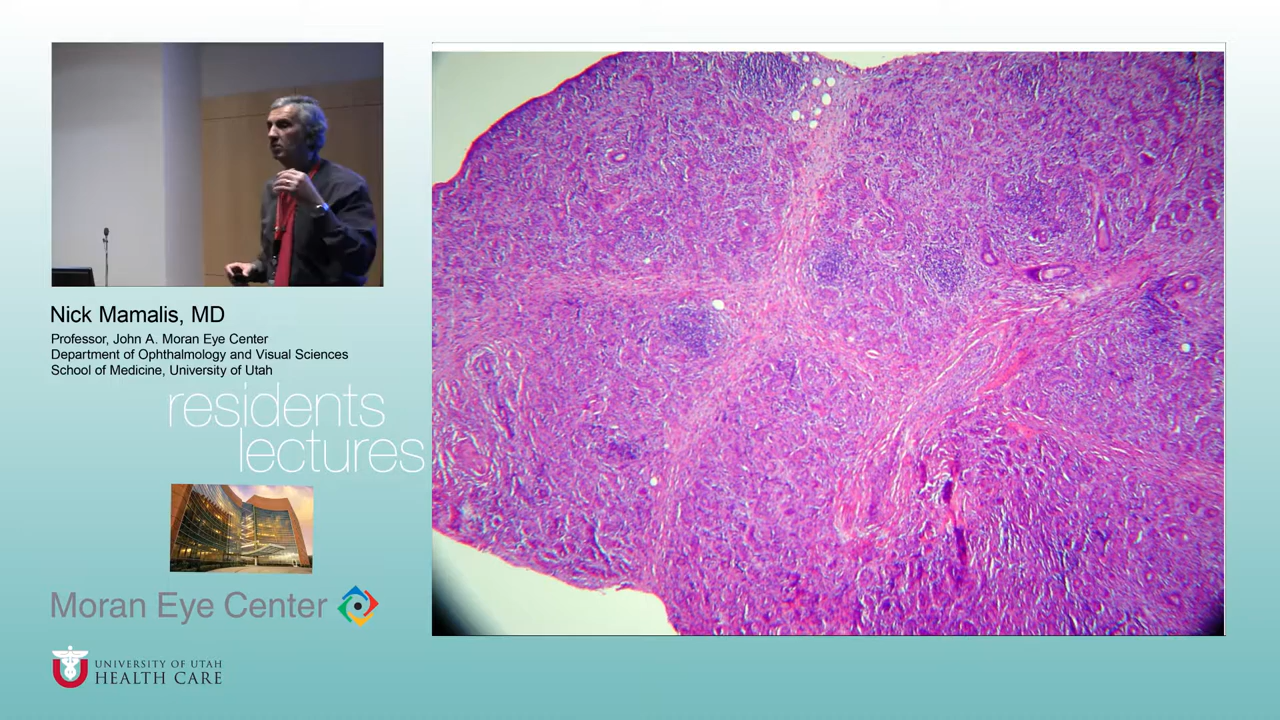 Nick Mamalis, MD
Professor, John A. Moran Eye Center
Department of Ophthalmology and Visual Sciences
School of Medicine, University of Utah
residents
lectures
Moran Eye Center
UNIVERSITY OF UTAH
HEALTH CARE